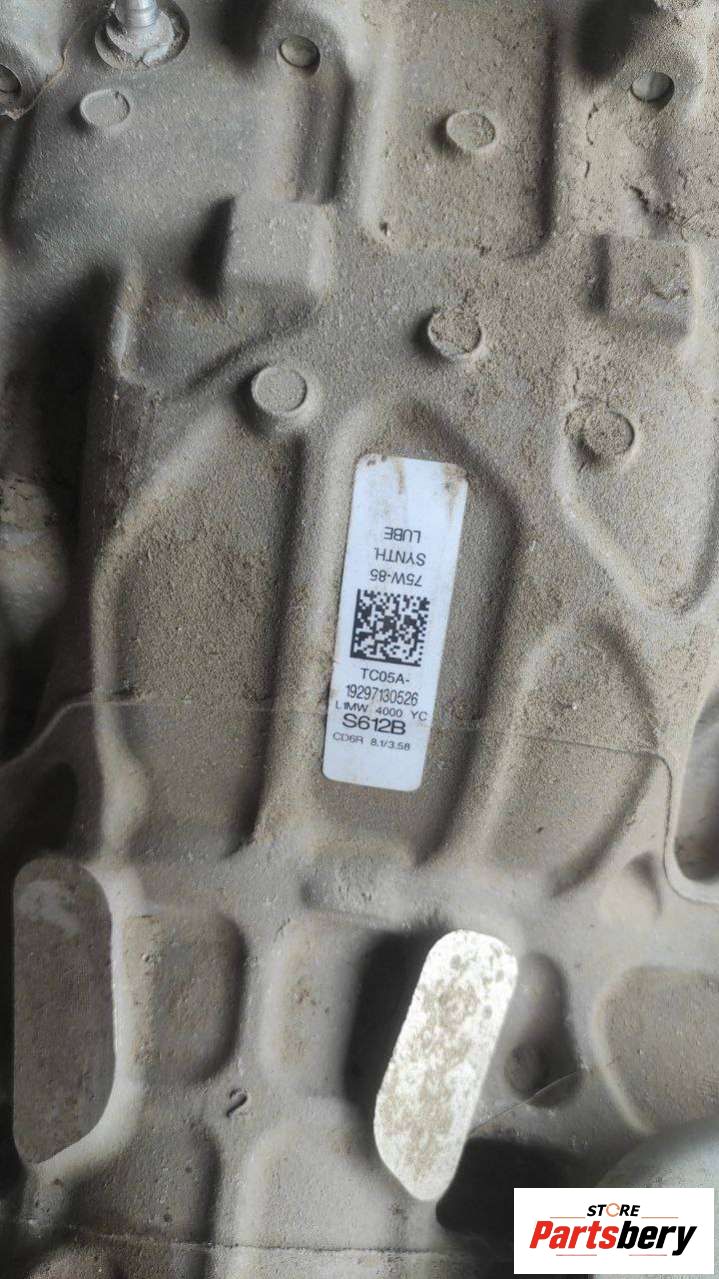 LUBE
SYNTH.
75W-85
TC05A-
19297130526
L1MW 4000 YC
S612B
CD6R 8.1/3.58
STORE
Partsbery